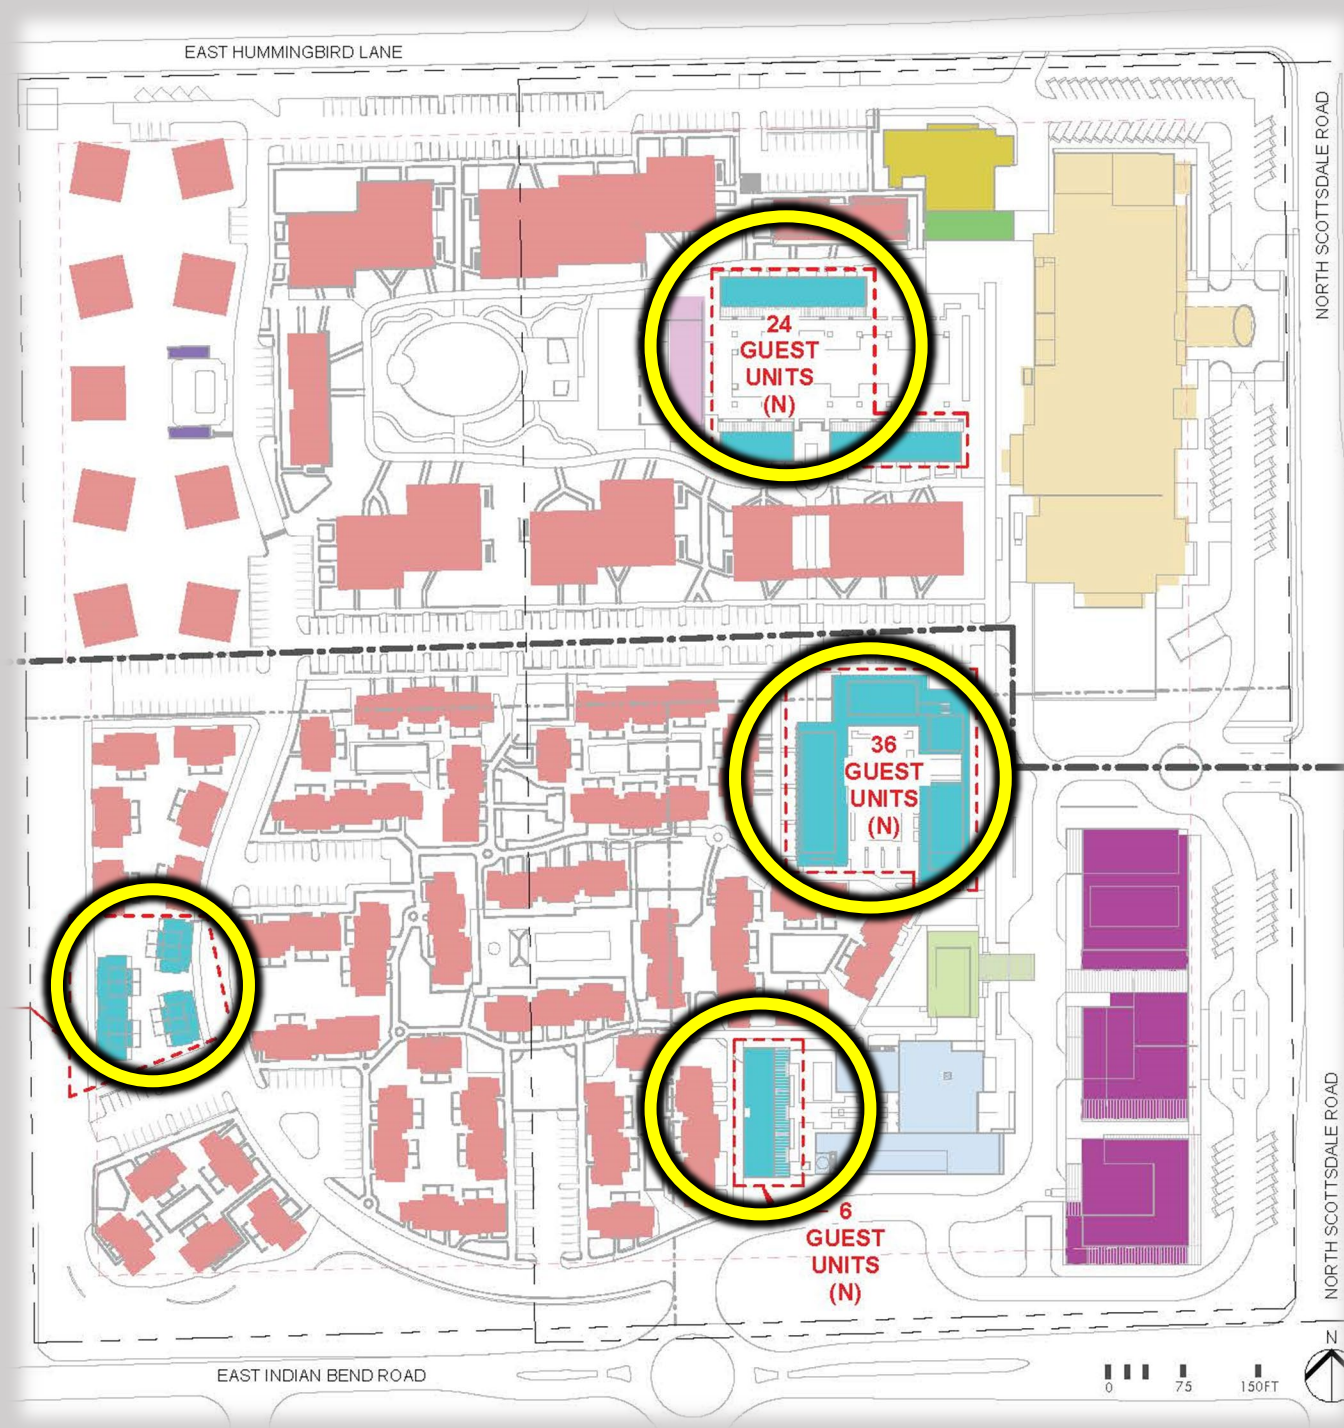 EAST HUMMINGBIRD LANE
NORTH SCOTTSDALE ROAD
24
GUEST
UNITS
(N)
36
GUEST
UNITS
(N)
6
GUEST
UNITS
(N)
NORTH SCOTTSDALE ROAD
EAST INDIAN BEND ROAD
N
0 75 150FT